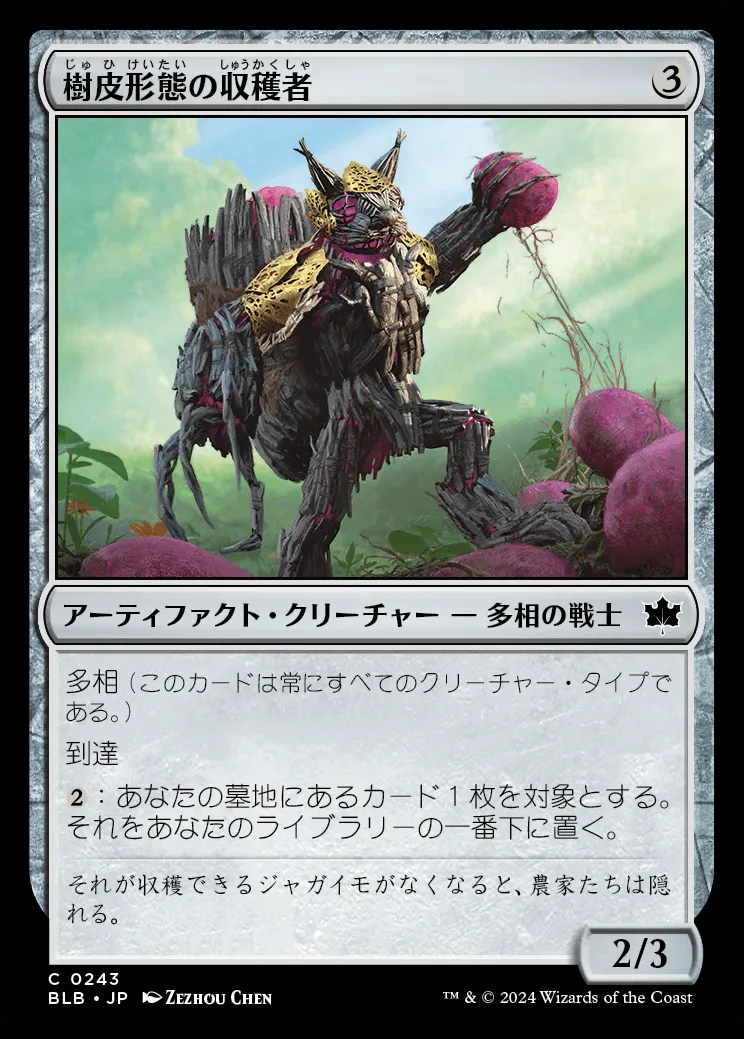 じゅひけいたい しゅうかくしゃ
樹皮形態の収穫者
3
アーティファクト・クリーチャー — 多相の戦士
多相（このカードは常にすべてのクリーチャー・タイプで
ある。）
到達
2：あなたの墓地にあるカード１枚を対象とする。
それをあなたのライブラリーの一番下に置く。
それが収穫できるジャガイモがなくなると、農家たちは隠
れる。
2/3
C 0243
BLB • JP Zezhou Chen
™ & © 2024 Wizards of the Coast